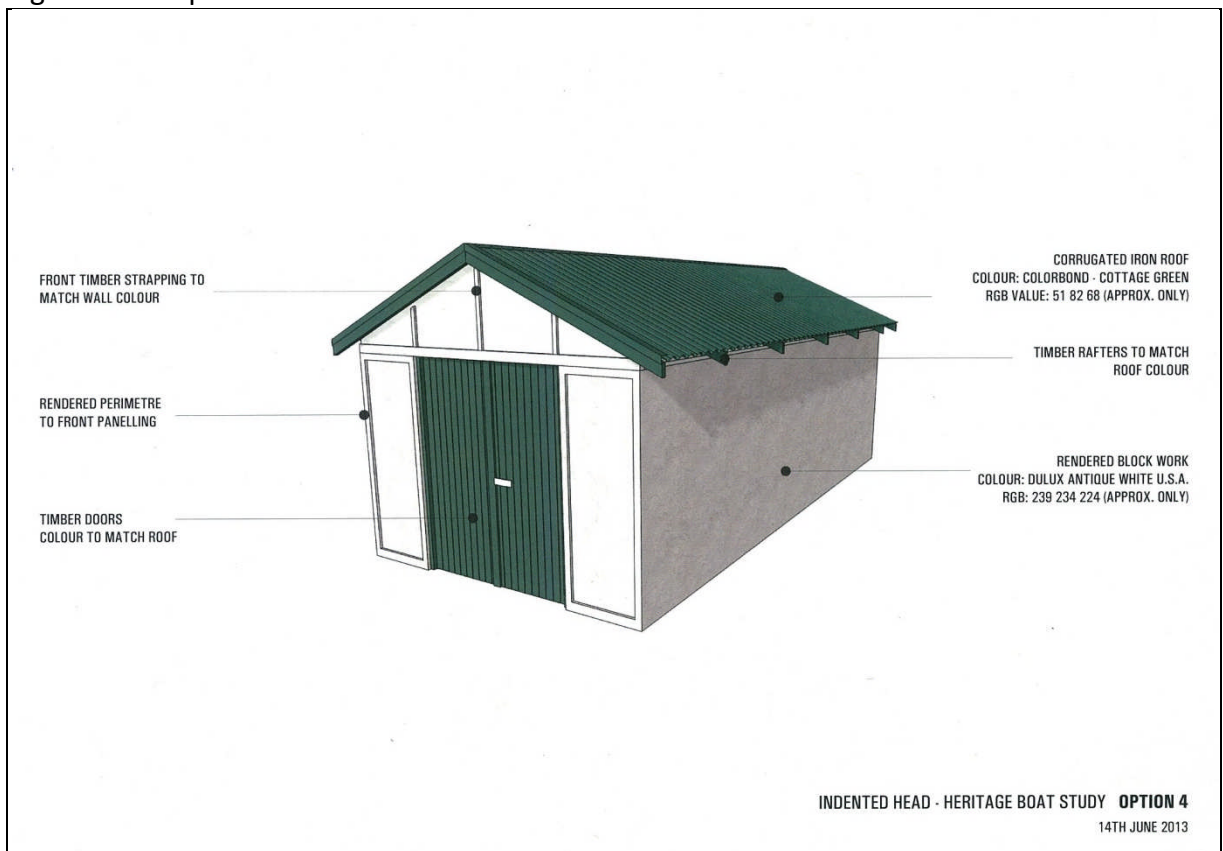 FRONT TIMBER STRAPPING TO
MATCH WALL COLOUR
RENDERED PERIMETRE
TO FRONT PANELLING
TIMBER DOORS
COLOUR TO MATCH ROOF
CORRUGATED IRON ROOF
COLOUR: COLORBOND - COTTAGE GREEN
RGB VALUE: 51 82 68 (APPROX. ONLY)
TIMBER RAFTERS TO MATCH
ROOF COLOUR
RENDERED BLOCK WORK
COLOUR: DULUX ANTIQUE WHITE U.S.A.
RGB: 239 234 224 (APPROX. ONLY)
INDENTED HEAD - HERITAGE BOAT STUDY OPTION 4
14TH JUNE 2013